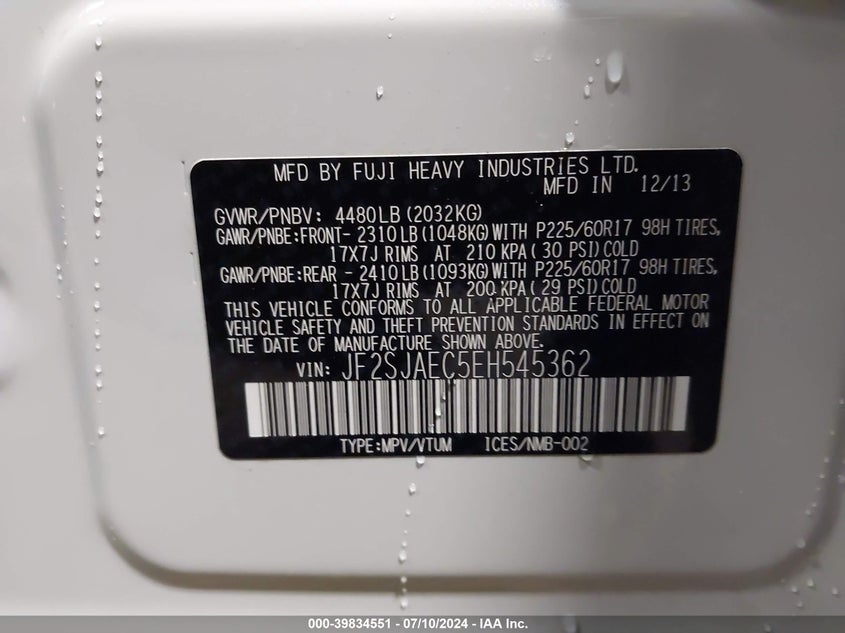 MFD BY FUJI HEAVY INDUSTRIES LTD.
MFD IN 12/13
GVWR/PNBV: 4480LB(2032KG)
GAWR/PNBE:FRONT- 2310LB(1048KG)WITH P225/60R17 98H TIRES,
17X7J RIMS AT 210 KPA( 30 PSI)COLD
GAWR/PNBE:REAR - 2410LB(1093KG)WITH P225/60R17 98H TIRES,
17X7J RIMS AT 200 KPA( 29 PSI)COLD
THIS VEHICLE CONFORMS TO ALL APPLICABLE FEDERAL MOTOR
VEHICLE SAFETY AND THEFT PREVENTION STANDARDS IN EFFECT ON
THE DATE OF MANUFACTURE SHOWN ABOVE.
VIN: JF2SJAEC5EH545362
TYPE:MPV/VTUM ICES/NMB-002
000-39834551 - 07/10/2024 - IAA Inc.